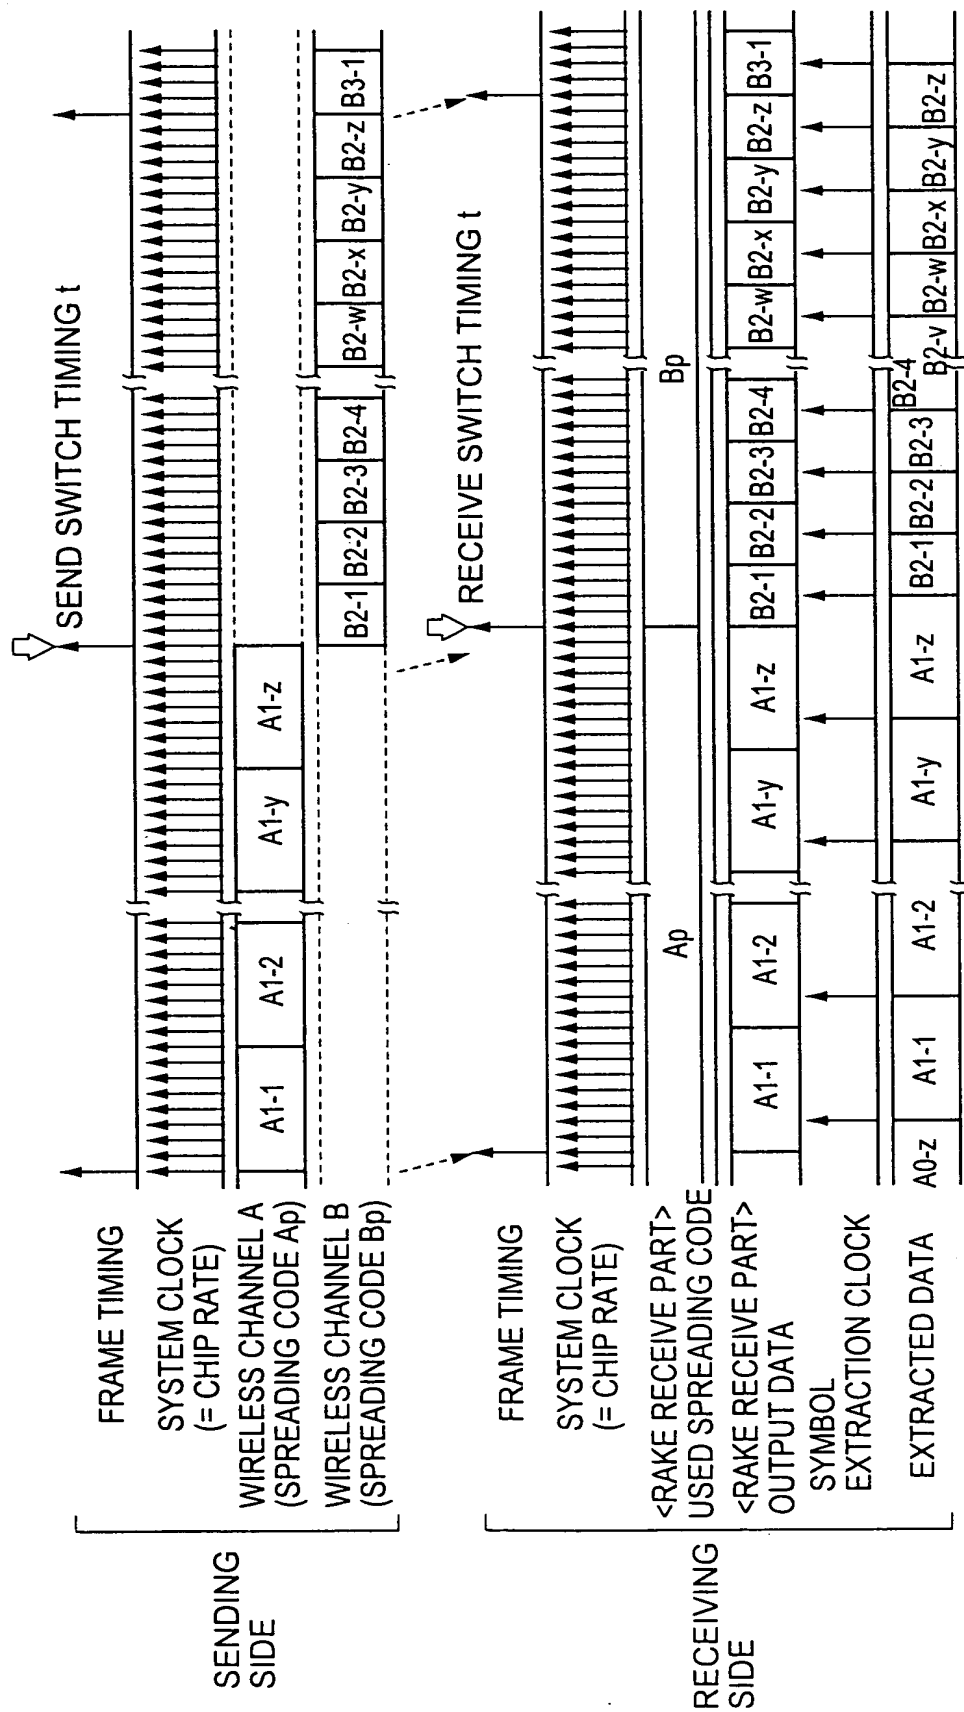 SENDING
SIDE
FRAME TIMING
SEND SWITCH TIMING t
SYSTEM CLOCK
(= CHIP RATE)
WIRELESS CHANNEL A
(SPREADING CODE Ap)
A1-1
A1-2
A1-y
A1-z
WIRELESS CHANNEL B
(SPREADING CODE Bp)
B2-1
B2-2
B2-3
B2-4
B2-w
B2-x
B2-y
B2-z
B3-1
RECEIVING
SIDE
FRAME TIMING
RECEIVE SWITCH TIMING t
SYSTEM CLOCK
(= CHIP RATE)
<RAKE RECEIVE PART>
USED SPREADING CODE
Ap
Bp
<RAKE RECEIVE PART>
OUTPUT DATA
A1-1
A1-2
A1-y
A1-z
B2-1
B2-2
B2-3
B2-4
B2-w
B2-x
B2-y
B2-z
B3-1
SYMBOL
EXTRACTION CLOCK
EXTRACTED DATA
A0-z
A1-1
A1-2
A1-y
A1-z
B2-1
B2-2
B2-3
B2-4
B2-v
B2-w
B2-x
B2-y
B2-z